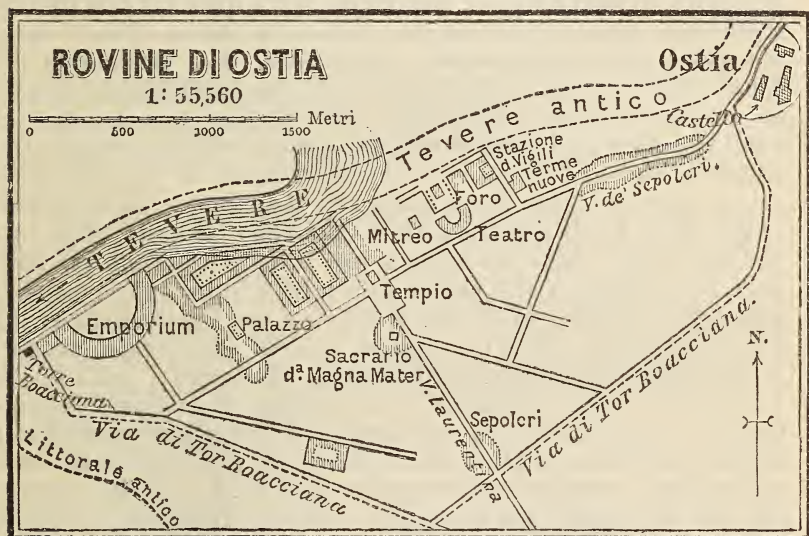 ROVINE DI OSTIA
1:55,560
Metri
0 500 1000 1500
Ostia
Castello
Tevere antico
Stazione
d. Vigili
Terme
nuove
Foro
V. de' Sepolcri.
TEVERE
Mitreo
Teatro
Tempio
Emporium
Palazzo
Sacrario
d.ª Magna Mater
V. Laurentina
Sepolcri
Torre
Boacciana
Via di Tor Boacciana
Via di Tor Boacciana.
Littorale antico
N.